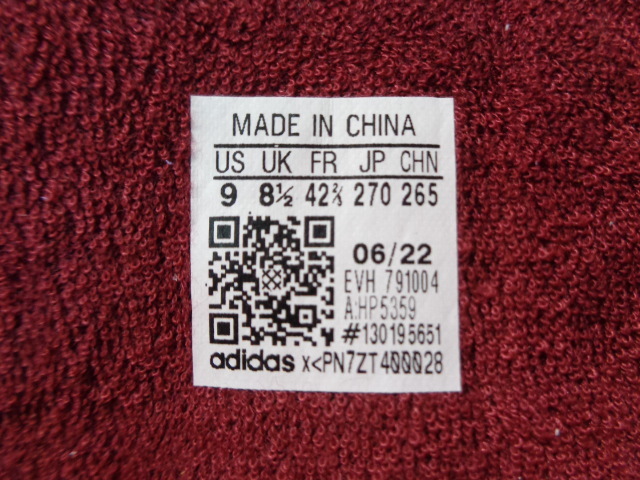 MADE IN CHINA
US UK FR JP CHN
9 8½ 42⅔ 270 265
06/22
EVH 791004
A:HP5359
#130195651
adidas x<PN7ZT400028